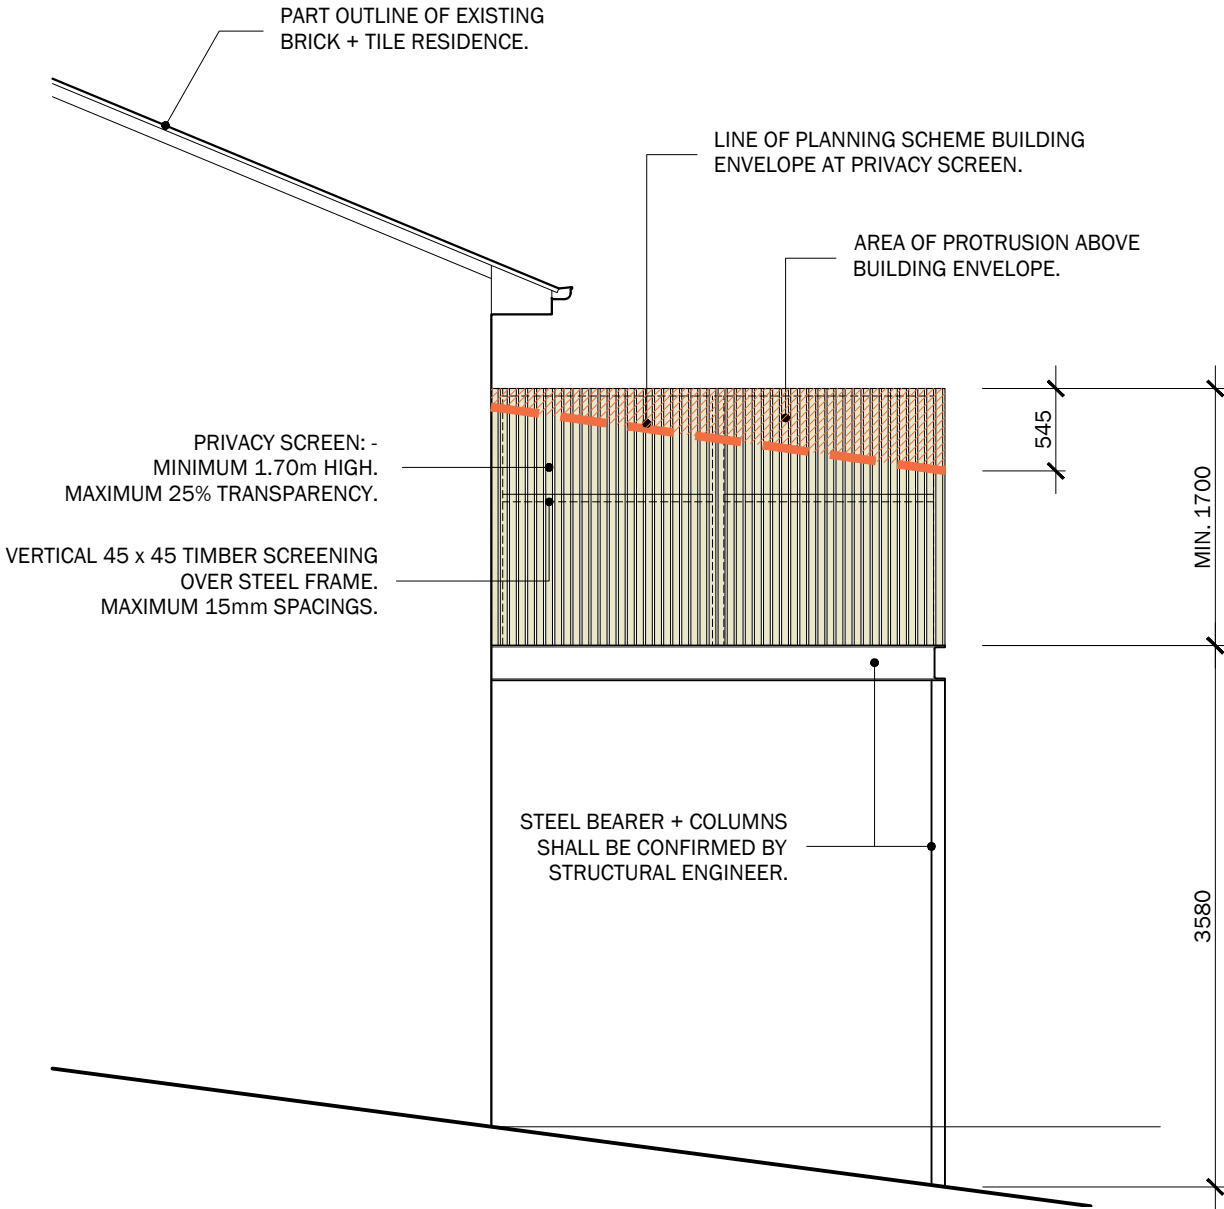 PART OUTLINE OF EXISTING
BRICK + TILE RESIDENCE.
LINE OF PLANNING SCHEME BUILDING
ENVELOPE AT PRIVACY SCREEN.
AREA OF PROTRUSION ABOVE
BUILDING ENVELOPE.
PRIVACY SCREEN: -
MINIMUM 1.70m HIGH.
MAXIMUM 25% TRANSPARENCY.
VERTICAL 45 x 45 TIMBER SCREENING
OVER STEEL FRAME.
MAXIMUM 15mm SPACINGS.
545
MIN. 1700
STEEL BEARER + COLUMNS
SHALL BE CONFIRMED BY
STRUCTURAL ENGINEER.
3580